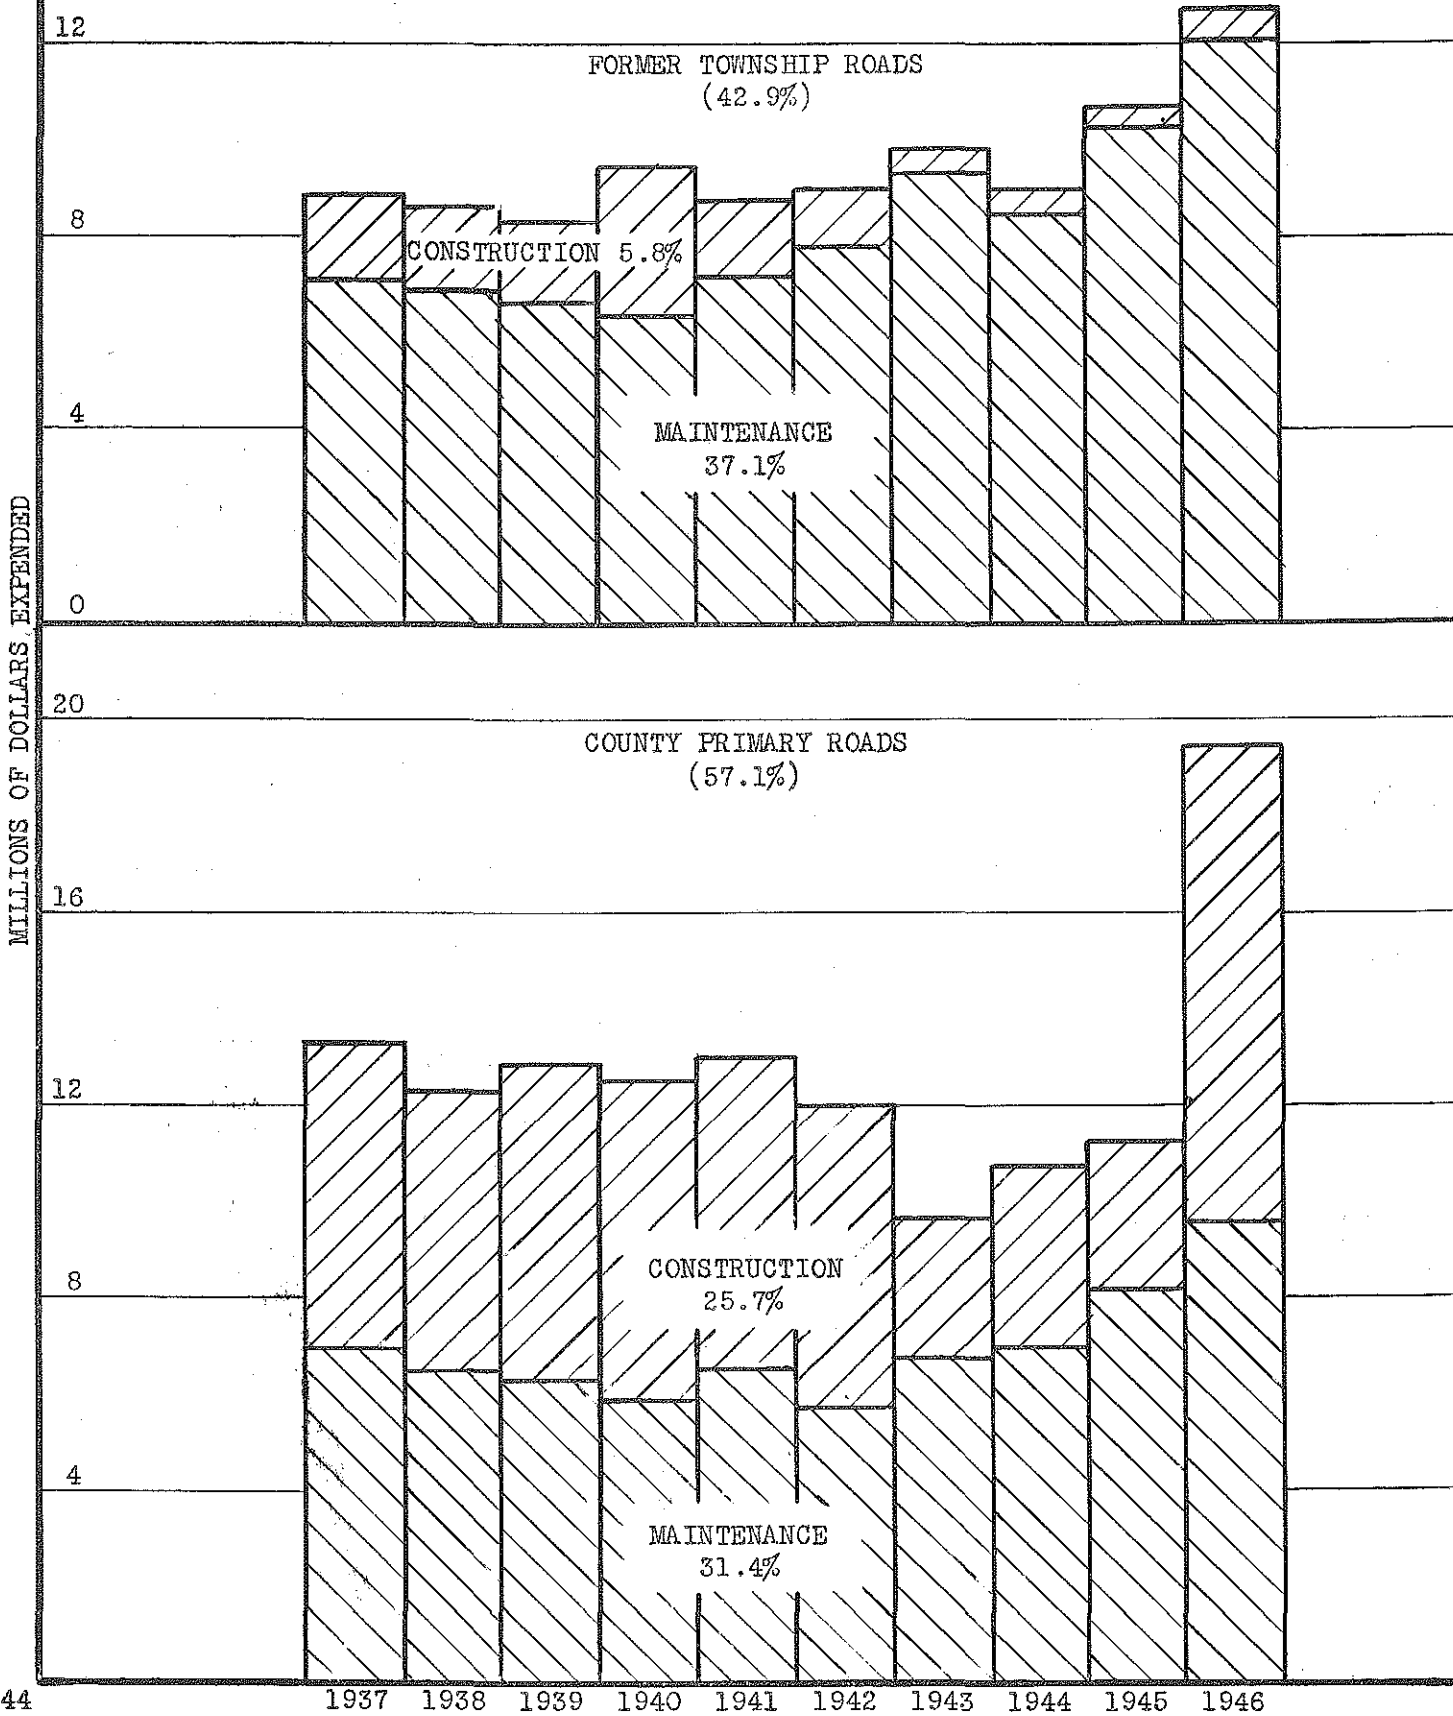 MILLIONS OF DOLLARS EXPENDED
12
FORMER TOWNSHIP ROADS
(42.9%)
8
CONSTRUCTION 5.8%
4
MAINTENANCE
37.1%
0
20
COUNTY PRIMARY ROADS
(57.1%)
16
12
CONSTRUCTION
25.7%
8
4
MAINTENANCE
31.4%
44
1937 1938 1939 1940 1941 1942 1943 1944 1945 1946